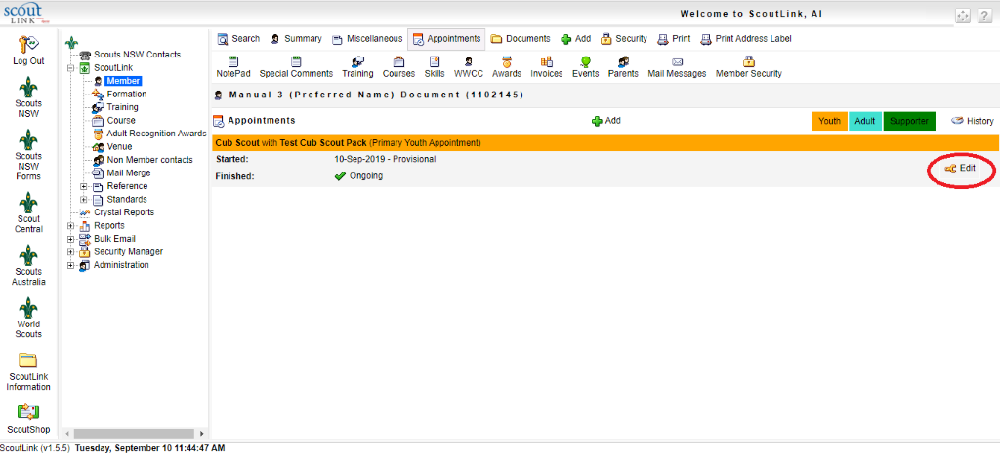 scout
LINK
Welcome to ScoutLink, Al
?
Log Out
Scouts
NSW
Scouts
NSW
Forms
Scout
Central
Scouts
Australia
World
Scouts
ScoutLink
Information
ScoutShop
Scouts NSW Contacts
ScoutLink
Member
Formation
Training
Course
Adult Recognition Awards
Venue
Non Member contacts
Mail Merge
Reference
Standards
Crystal Reports
Reports
Bulk Email
Security Manager
Administration
Search Summary Miscellaneous Appointments Documents Add Security Print Print Address Label
NotePad Special Comments Training Courses Skills WWCC Awards Invoices Events Parents Mail Messages Member Security
Manual 3 (Preferred Name) Document (1102145)
Appointments Add Youth Adult Supporter History
Cub Scout with Test Cub Scout Pack (Primary Youth Appointment)
Started: 10-Sep-2019 - Provisional
Edit
Finished: Ongoing
ScoutLink (v1.5.5) Tuesday, September 10 11:44:47 AM